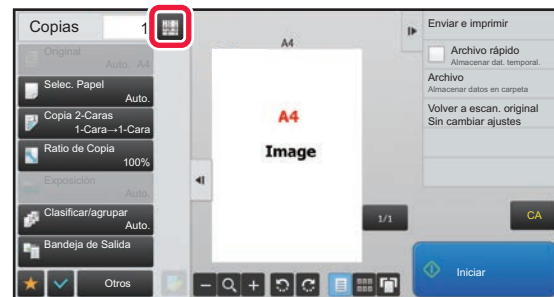 Copias 1
Original
Auto. A4
Selec. Papel
Auto.
Copia 2-Caras
1-Cara→1-Cara
Ratio de Copia
100%
Exposición
Auto.
Clasificar/agrupar
Auto.
Bandeja de Salida
Otros
A4
A4
Image
1/1
Enviar e imprimir
Archivo rápido
Almacenar dat. temporal.
Archivo
Almacenar datos en carpeta
Volver a escan. original
Sin cambiar ajustes
CA
Iniciar